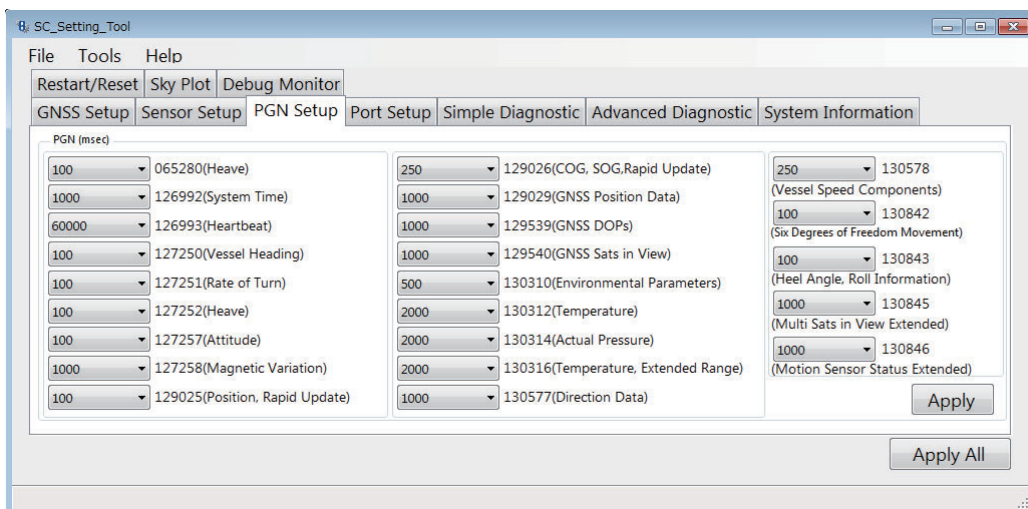 SC_Setting_Tool
File Tools Help
Restart/Reset Sky Plot Debug Monitor
GNSS Setup Sensor Setup PGN Setup Port Setup Simple Diagnostic Advanced Diagnostic System Information
PGN (msec)
100 065280(Heave)
1000 126992(System Time)
60000 126993(Heartbeat)
100 127250(Vessel Heading)
100 127251(Rate of Turn)
100 127252(Heave)
100 127257(Attitude)
1000 127258(Magnetic Variation)
100 129025(Position, Rapid Update)
250 129026(COG, SOG,Rapid Update)
1000 129029(GNSS Position Data)
1000 129539(GNSS DOPs)
1000 129540(GNSS Sats in View)
500 130310(Environmental Parameters)
2000 130312(Temperature)
2000 130314(Actual Pressure)
2000 130316(Temperature, Extended Range)
1000 130577(Direction Data)
250 130578
(Vessel Speed Components)
100 130842
(Six Degrees of Freedom Movement)
100 130843
(Heel Angle, Roll Information)
1000 130845
(Multi Sats in View Extended)
1000 130846
(Motion Sensor Status Extended)
Apply
Apply All